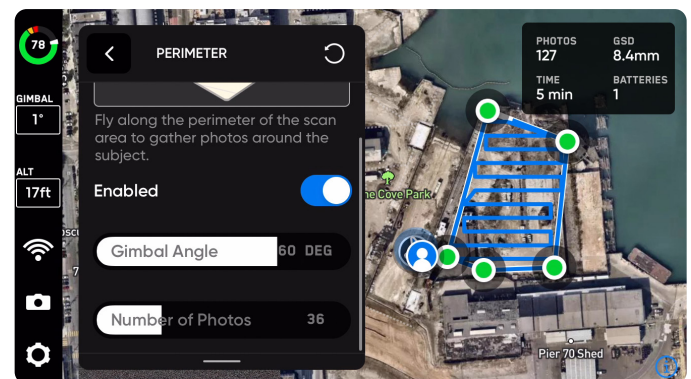 78
GIMBAL
1°
ALT
17ft
PERIMETER
Fly along the perimeter of the scan
area to gather photos around the
subject.
Enabled
Gimbal Angle 60 DEG
Number of Photos 36
PHOTOS GSD
127 8.4mm
TIME BATTERIES
5 min 1
Cove Park
Pier 70 Shed